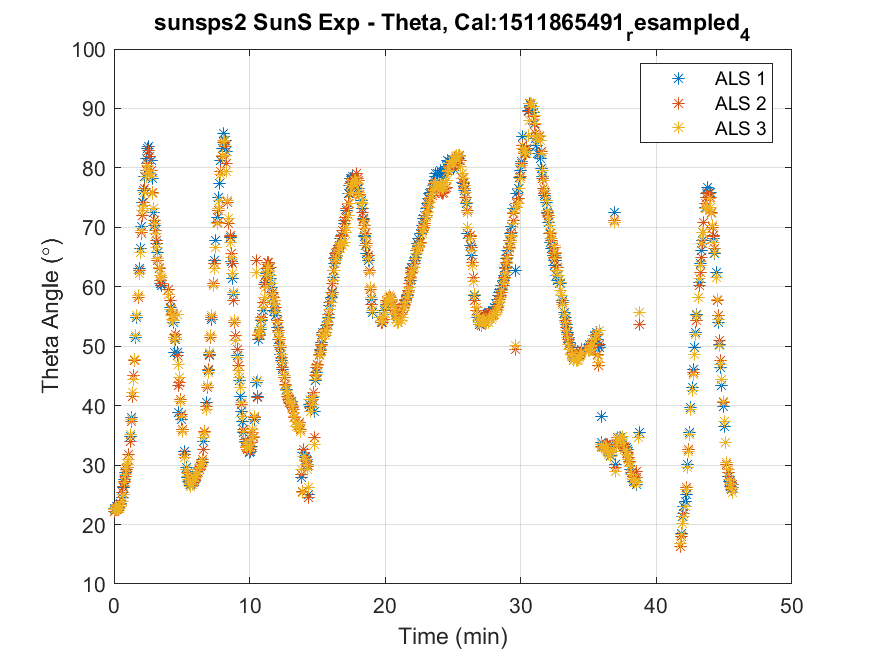 sunsps2 SunS Exp - Theta, Cal:1511865491_resampled_4
100
90
80
70
60
50
40
30
20
10
0
10
20
30
40
50
Theta Angle (°)
Time (min)
ALS 1
ALS 2
ALS 3